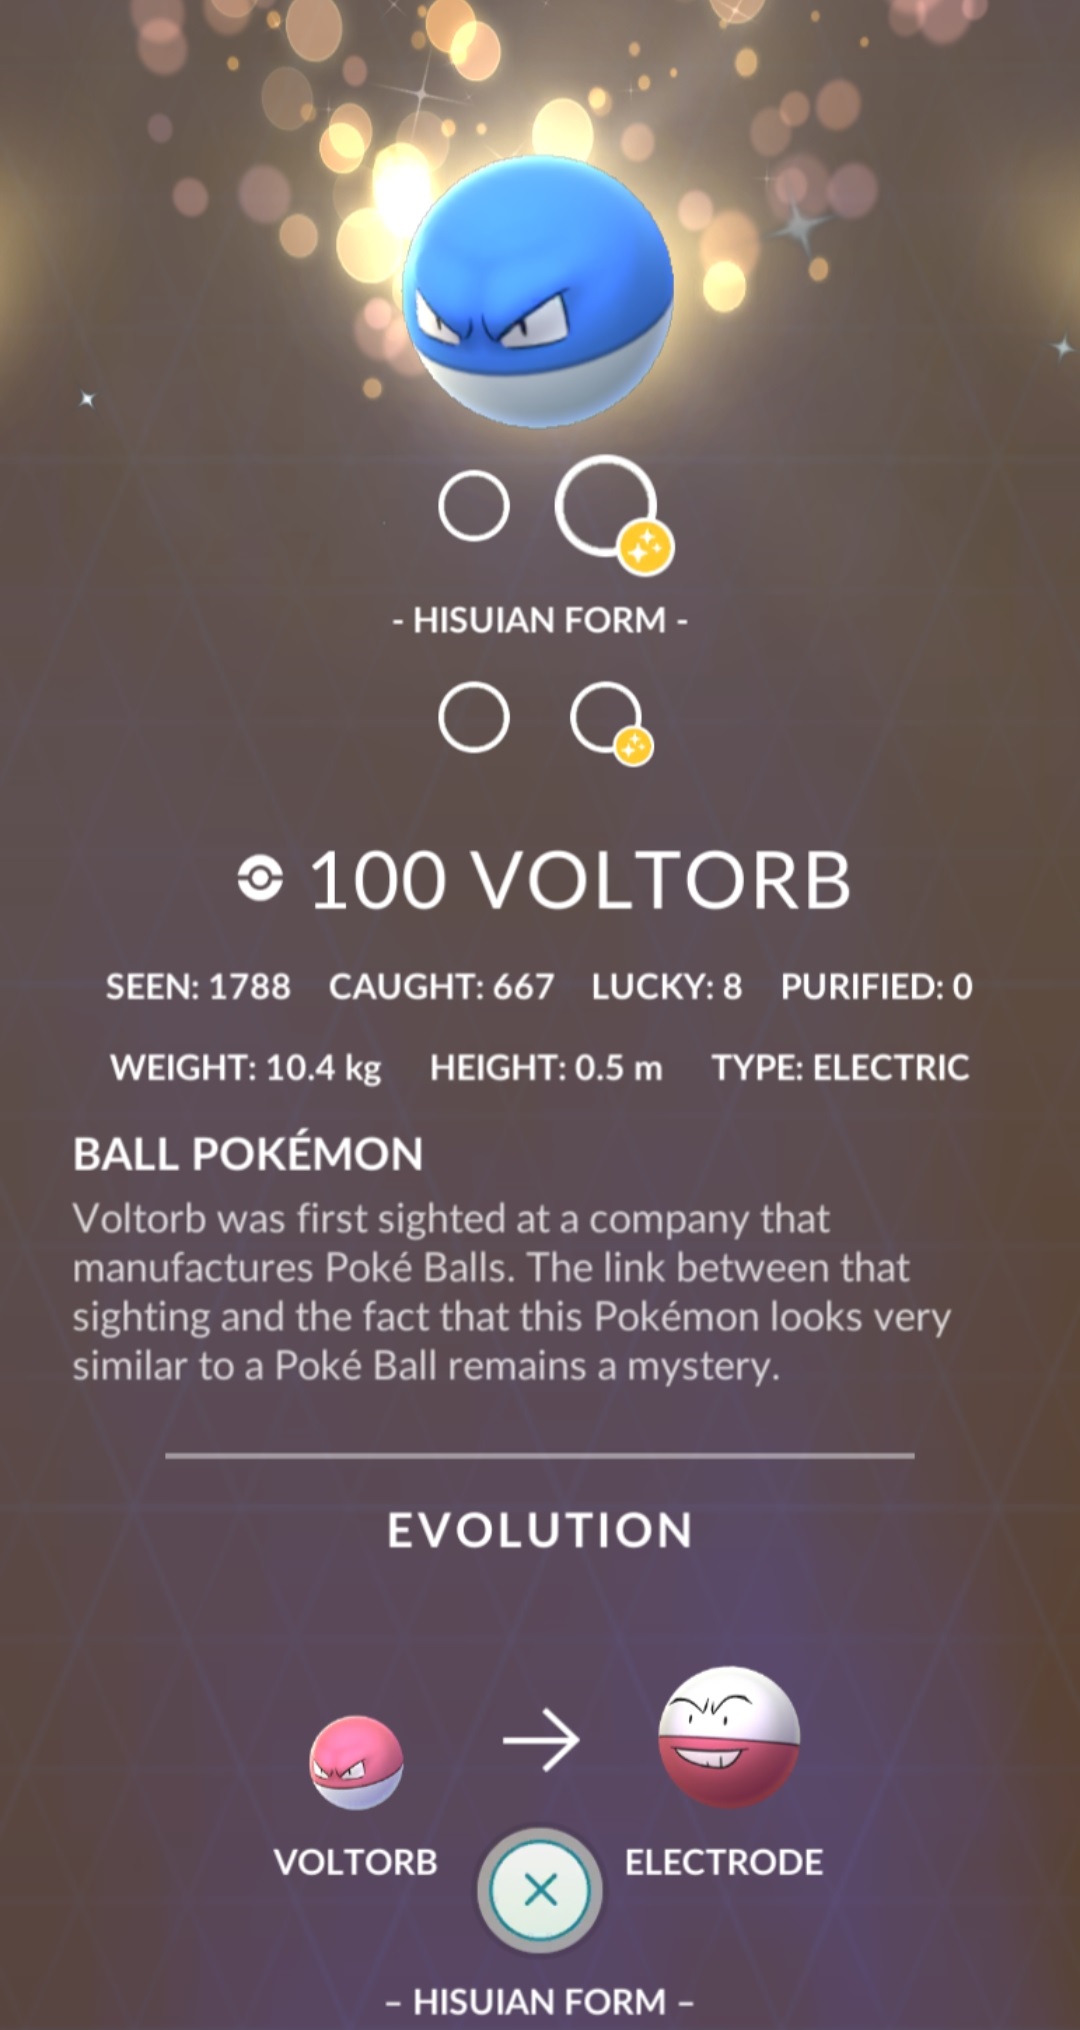 - HISUIAN FORM -
100 VOLTORB
SEEN: 1788 CAUGHT: 667 LUCKY: 8 PURIFIED: 0
WEIGHT: 10.4 kg HEIGHT: 0.5 m TYPE: ELECTRIC
BALL POKÉMON
Voltorb was first sighted at a company that
manufactures Poké Balls. The link between that
sighting and the fact that this Pokémon looks very
similar to a Poké Ball remains a mystery.
EVOLUTION
VOLTORB ELECTRODE
– HISUIAN FORM –